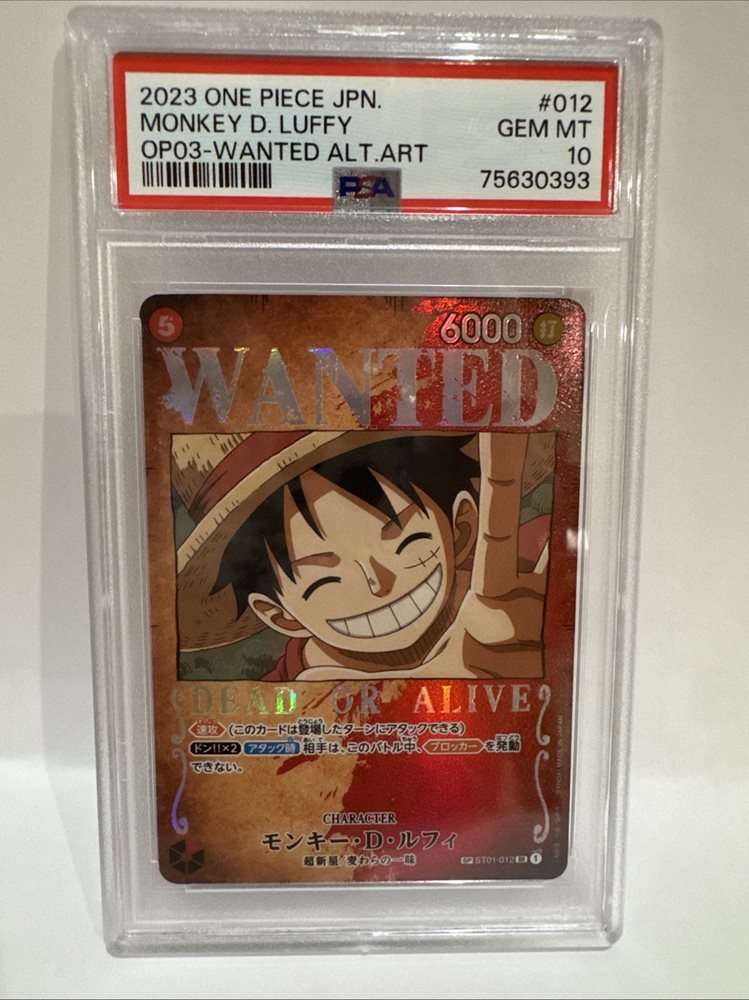 2023 ONE PIECE JPN. #012
MONKEY D. LUFFY GEM MT
OP03-WANTED ALT.ART 10
PSA 75630393
5 6000 打
WANTED
DEAD OR ALIVE
速攻 (このカードは登場したターンにアタックできる)
ドン!!×2 アタック時 相手は、このバトル中、ブロッカーを発動
できない。
CHARACTER
モンキー・D・ルフィ
超新星/麦わらの一味
SP ST01-012 1